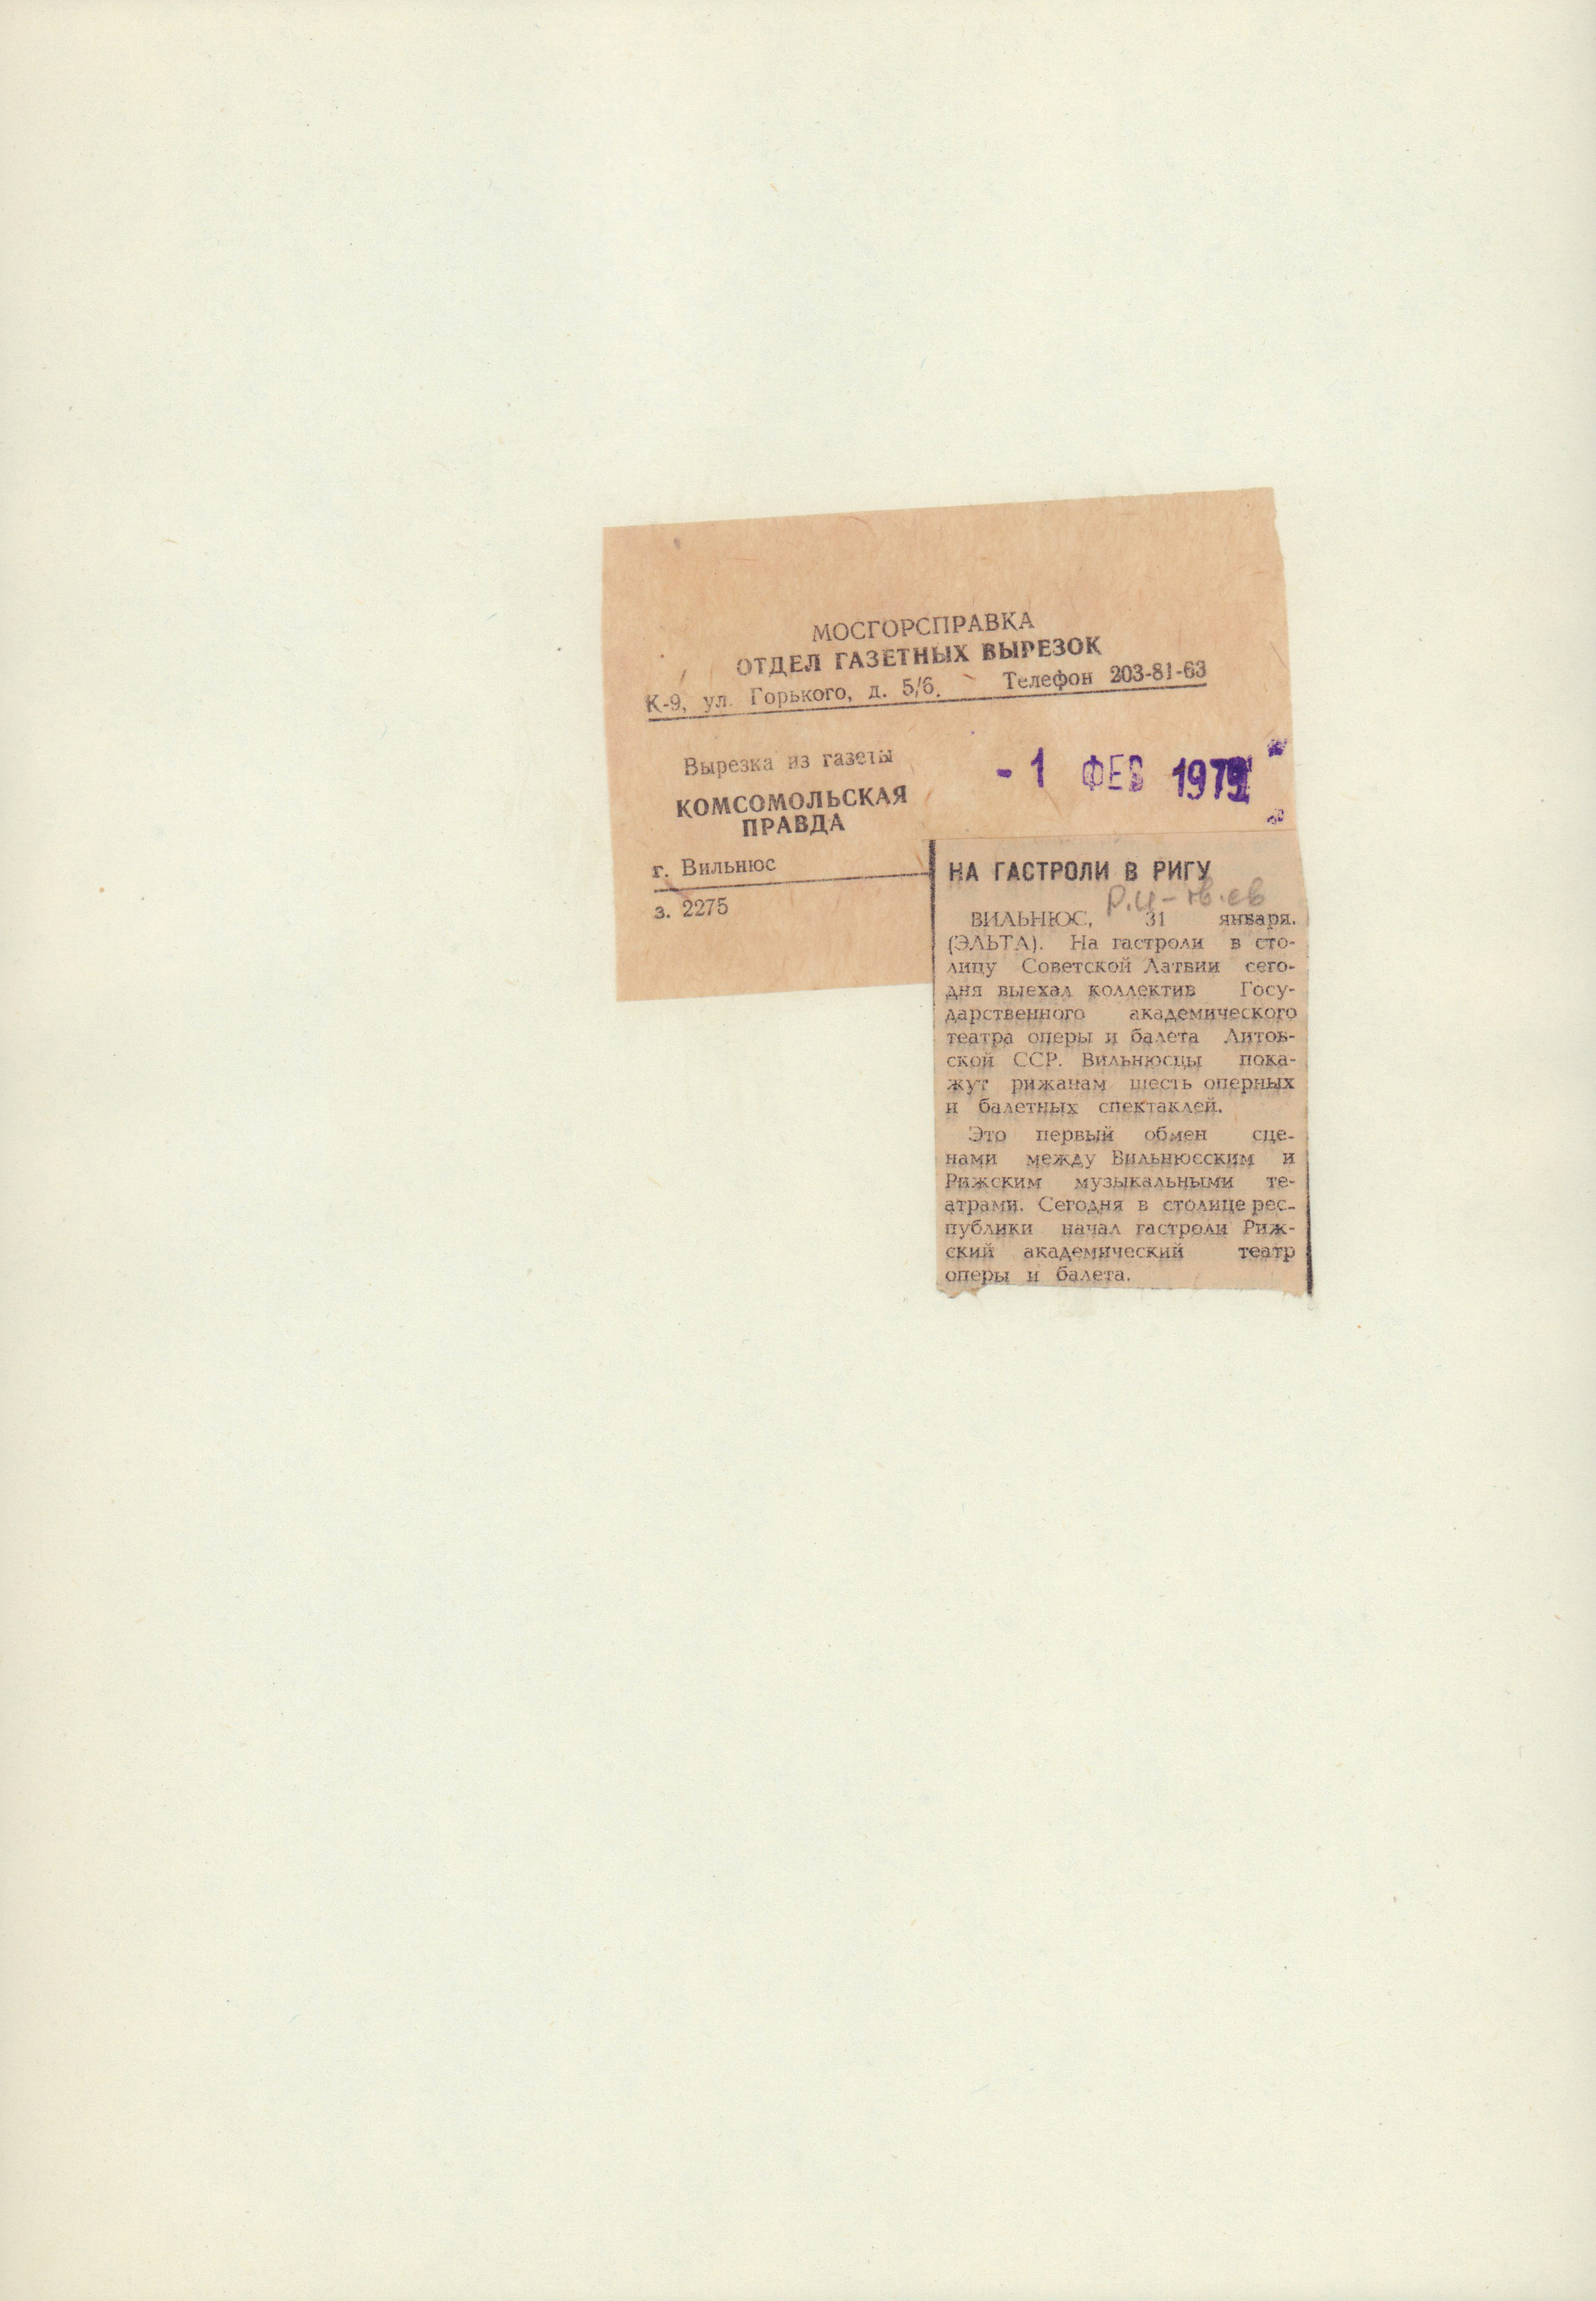 МОСГОРСПРАВКА
ОТДЕЛ ГАЗЕТНЫХ ВЫРЕЗОК
К-9, ул. Горького, д. 5/6. Телефон 203-81-63
Вырезка из газеты
КОМСОМОЛЬСКАЯ
ПРАВДА
г. Вильнюс
з. 2275
- 1 ФЕВ
НА ГАСТРОЛИ В РИГУ
ВИЛЬНЮС, 31 января.
(ЭЛЬТА). На гастроли в сто-
лицу Советской Латвии сего-
дня выехал коллектив Госу-
дарственного академического
театра оперы и балета Литов-
ской ССР. Вильнюсцы пока-
жут рижанам шесть оперных
и балетных спектаклей.
Это первый обмен сце-
нами между Вильнюсским и
Рижским музыкальными те-
атрами. Сегодня в столице рес-
публики начал гастроли Риж-
ский академический театр
оперы и балета.